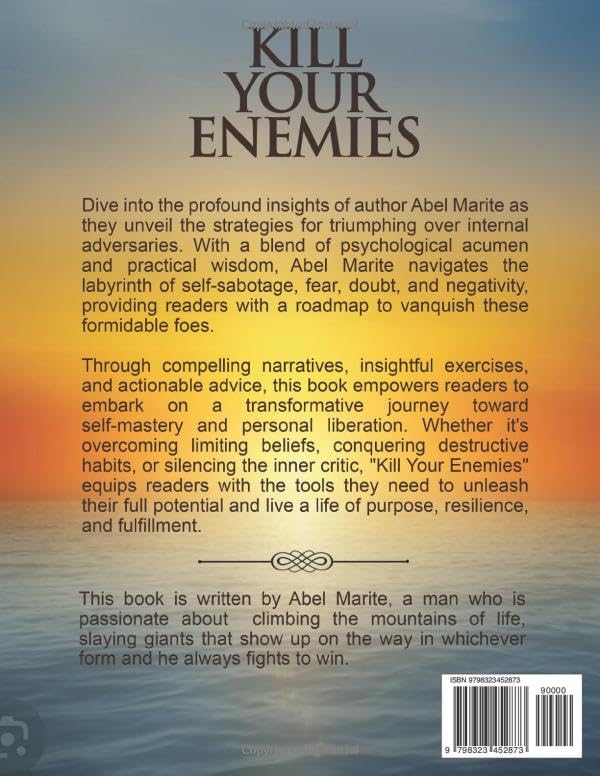 Copyrighted Material
KILL
YOUR
ENEMIES
Dive into the profound insights of author Abel Marite as
they unveil the strategies for triumphing over internal
adversaries. With a blend of psychological acumen
and practical wisdom, Abel Marite navigates the
labyrinth of self-sabotage, fear, doubt, and negativity,
providing readers with a roadmap to vanquish these
formidable foes.
Through compelling narratives, insightful exercises,
and actionable advice, this book empowers readers to
embark on a transformative journey toward
self-mastery and personal liberation. Whether it's
overcoming limiting beliefs, conquering destructive
habits, or silencing the inner critic, "Kill Your Enemies"
equips readers with the tools they need to unleash
their full potential and live a life of purpose, resilience,
and fulfillment.
This book is written by Abel Marite, a man who is
passionate about climbing the mountains of life,
slaying giants that show up on the way in whichever
form and he always fights to win.
ISBN 9798323452873
90000
9 798323 452873
Copyrighted Material